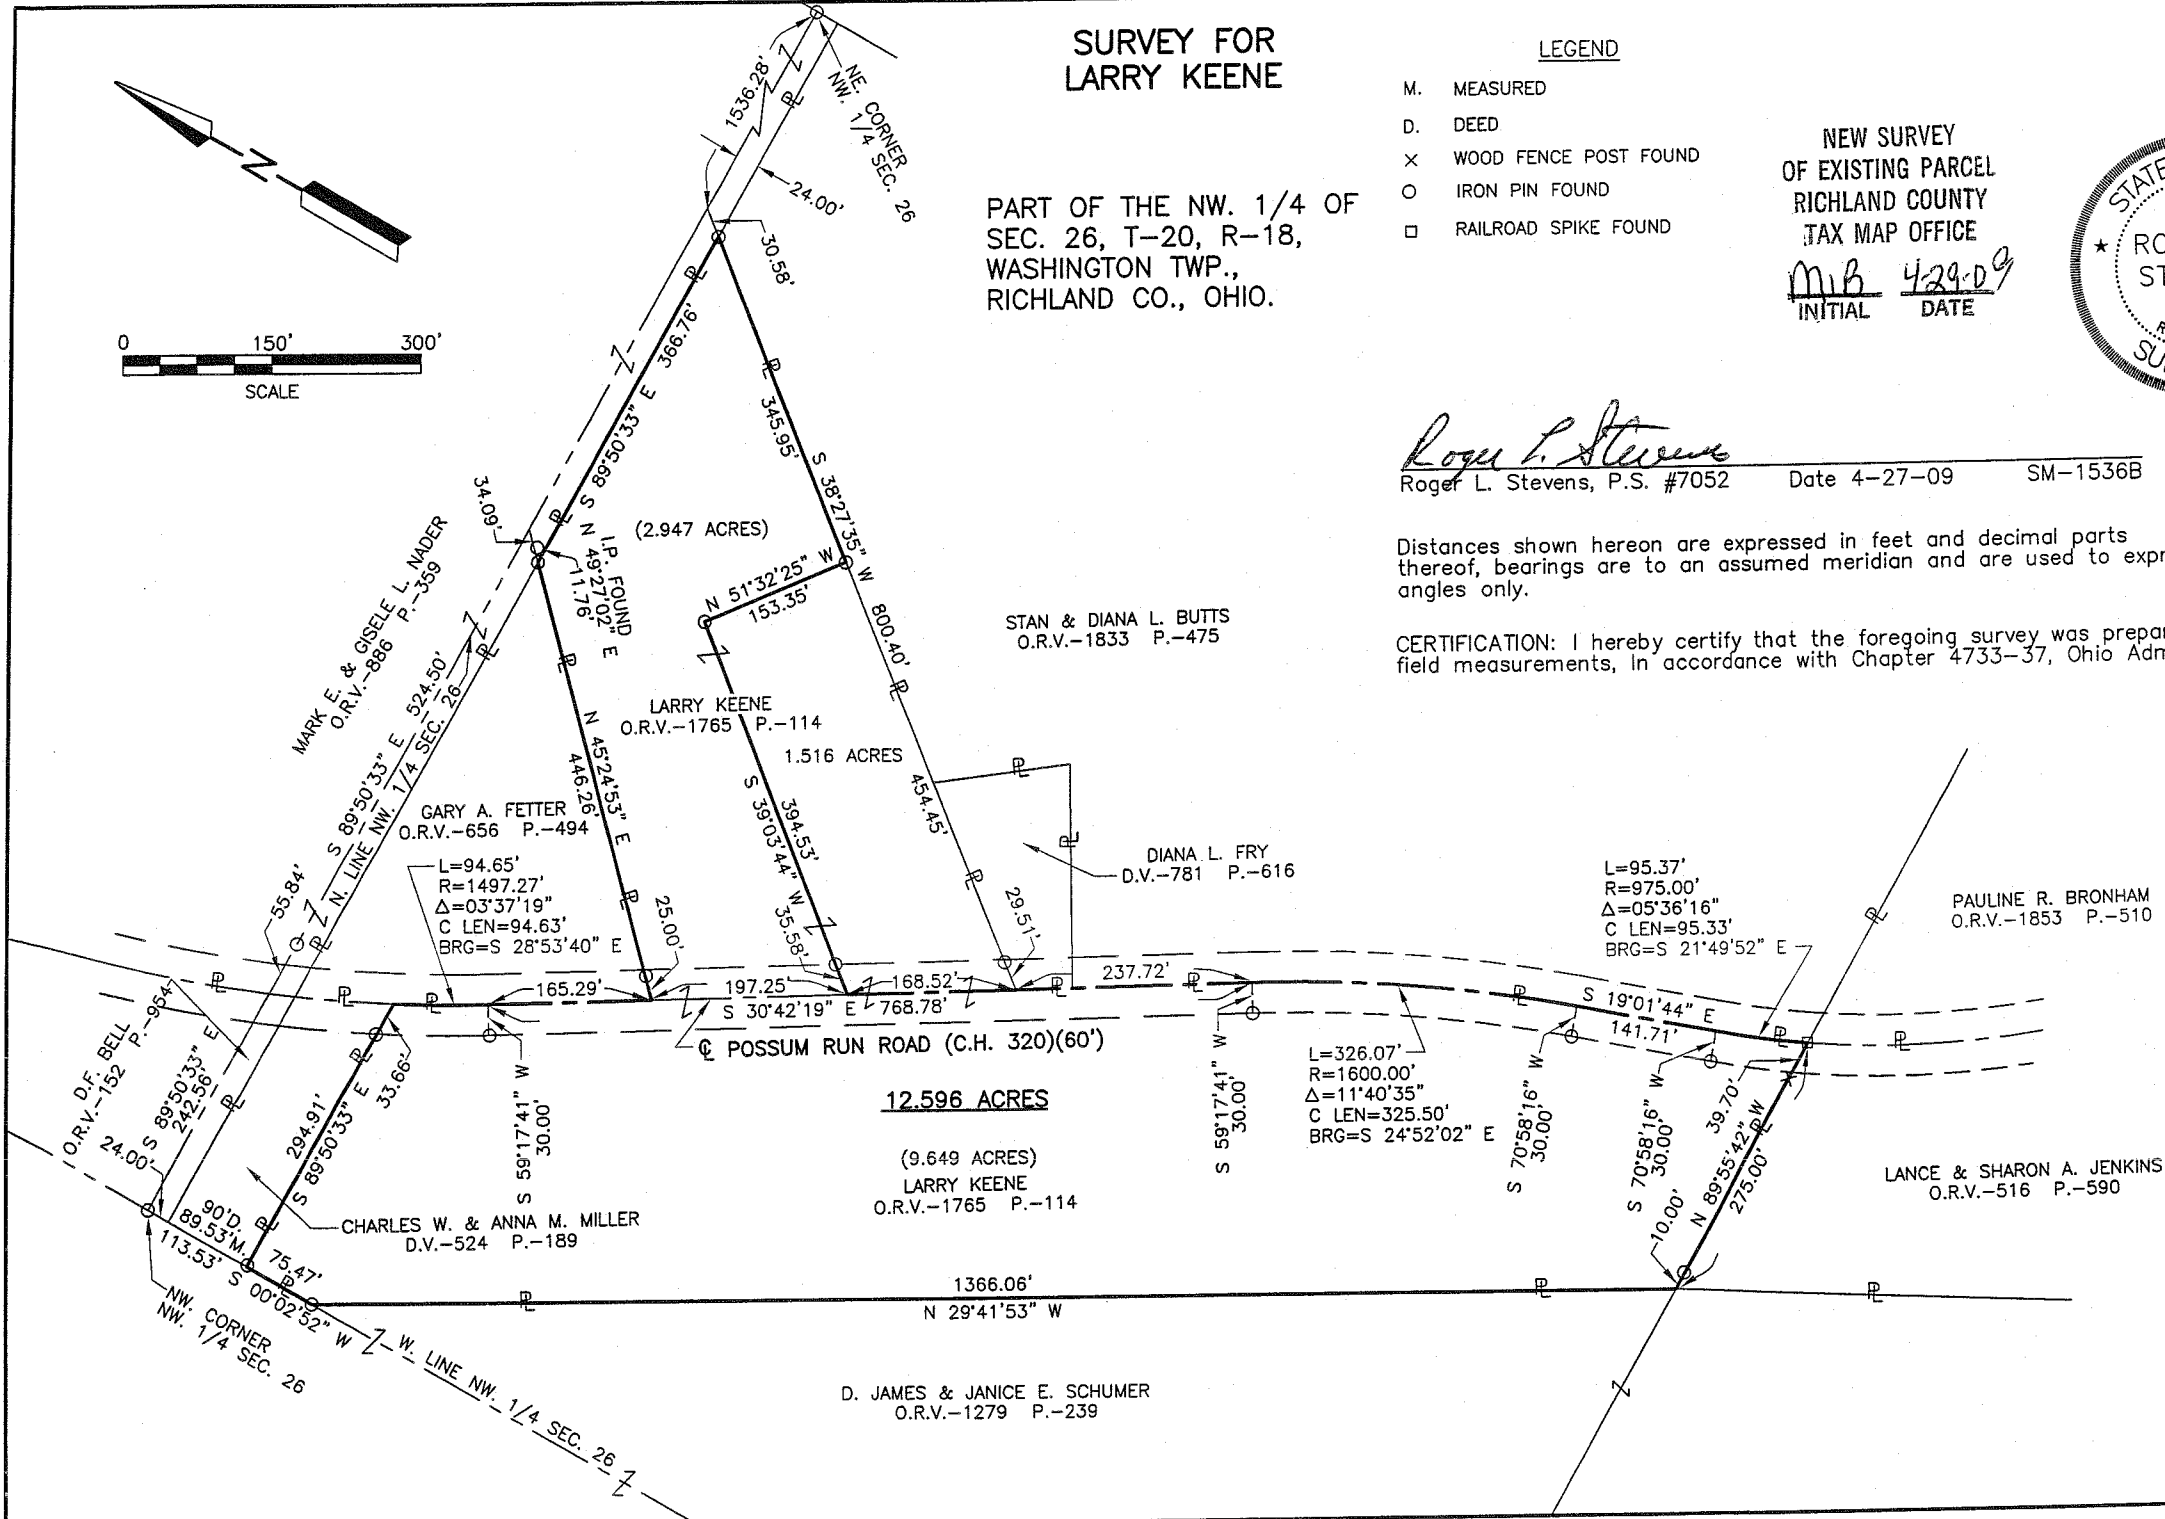 SURVEY FOR
LARRY KEENE
PART OF THE NW. 1/4 OF
SEC. 26, T-20, R-18,
WASHINGTON TWP.,
RICHLAND CO., OHIO.
LEGEND
M. MEASURED
D. DEED
× WOOD FENCE POST FOUND
○ IRON PIN FOUND
□ RAILROAD SPIKE FOUND
NEW SURVEY
OF EXISTING PARCEL
RICHLAND COUNTY
TAX MAP OFFICE
MIB 4-29-09
INITIAL DATE
STATE
★ RO
ST
SU
Roger L. Stevens
Roger L. Stevens, P.S. #7052 Date 4-27-09 SM-1536B
Distances shown hereon are expressed in feet and decimal parts
thereof, bearings are to an assumed meridian and are used to expr
angles only.
CERTIFICATION: I hereby certify that the foregoing survey was prepar
field measurements, in accordance with Chapter 4733-37, Ohio Adm
N
0 150' 300'
SCALE
1536.28'
NE. CORNER
NW. 1/4 SEC. 26
24.00'
30.58'
366.76'
S 89°50'33" E
345.95'
S 38°27'35" W
800.40'
454.45'
29.51'
34.09'
I.P. FOUND
N 49°27'02" E
11.76'
(2.947 ACRES)
N 51°32'25" W
153.35'
STAN & DIANA L. BUTTS
O.R.V.-1833 P.-475
MARK E. & GISELE L. NADER
O.R.V.-886 P.-359
S 89°50'33" E 524.50'
N. LINE NW. 1/4 SEC. 26
LARRY KEENE
O.R.V.-1765 P.-114
1.516 ACRES
N 45°24'53" E
446.26'
394.53'
S 39°03'44" W
35.58'
GARY A. FETTER
O.R.V.-656 P.-494
L=94.65'
R=1497.27'
Δ=03°37'19"
C LEN=94.63'
BRG=S 28°53'40" E
25.00'
55.84'
DIANA L. FRY
D.V.-781 P.-616
L=95.37'
R=975.00'
Δ=05°36'16"
C LEN=95.33'
BRG=S 21°49'52" E
PAULINE R. BRONHAM
O.R.V.-1853 P.-510
165.29'
197.25'
168.52'
237.72'
S 30°42'19" E 768.78'
℄ POSSUM RUN ROAD (C.H. 320)(60')
S 19°01'44" E
141.71'
D.F. BELL
O.R.V.-152 P.-954
S 89°50'33" E
242.56'
24.00'
294.91'
S 89°50'33" E
33.66'
S 59°17'41" W
30.00'
12.596 ACRES
(9.649 ACRES)
LARRY KEENE
O.R.V.-1765 P.-114
S 59°17'41" W
30.00'
L=326.07'
R=1600.00'
Δ=11°40'35"
C LEN=325.50'
BRG=S 24°52'02" E
S 70°58'16" W
30.00'
S 70°58'16" W
30.00'
39.70'
N 89°55'42" W
275.00'
10.00'
LANCE & SHARON A. JENKINS
O.R.V.-516 P.-590
CHARLES W. & ANNA M. MILLER
D.V.-524 P.-189
90'D.
89.53'M.
75.47'
113.53' S 00°02'52" W
NW. CORNER
NW. 1/4 SEC. 26
W. LINE NW. 1/4 SEC. 26
1366.06'
N 29°41'53" W
D. JAMES & JANICE E. SCHUMER
O.R.V.-1279 P.-239